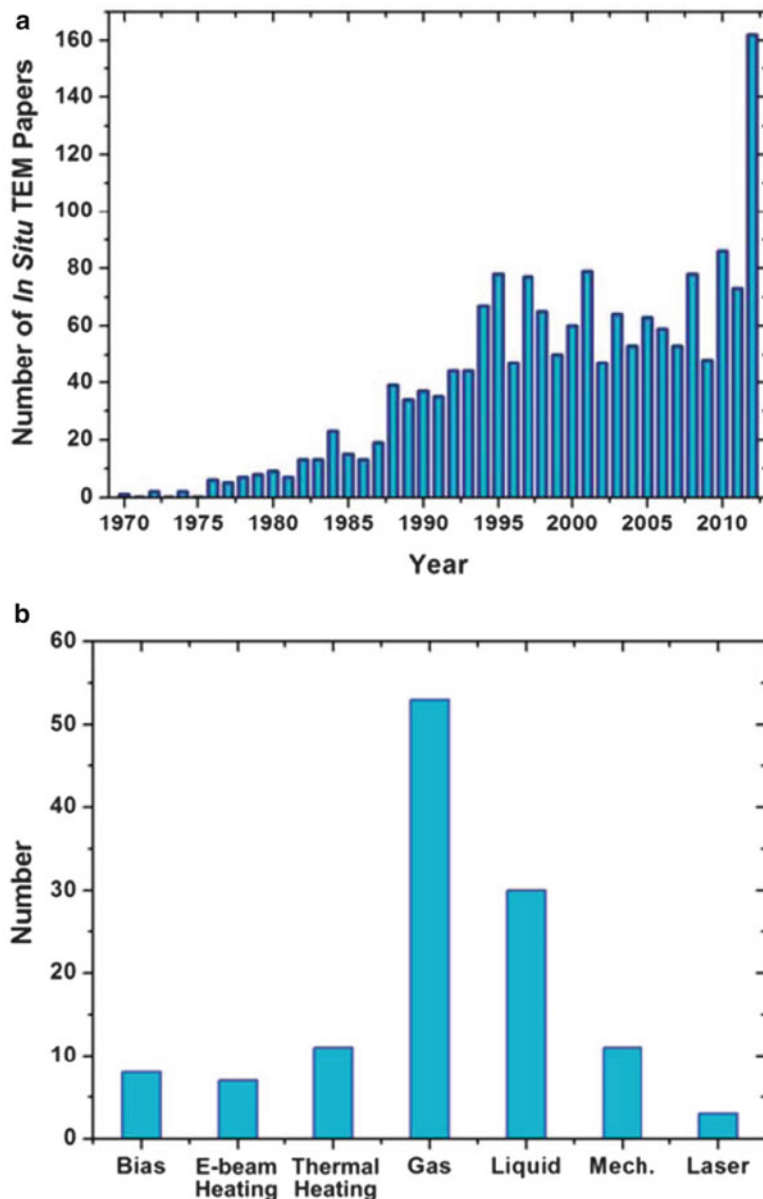 a
160
140
120
100
80
60
40
20
0
Number of In Situ TEM Papers
1970 1975 1980 1985 1990 1995 2000 2005 2010
Year
b
60
50
40
30
20
10
0
Number
Bias E-beam Heating Thermal Heating Gas Liquid Mech. Laser